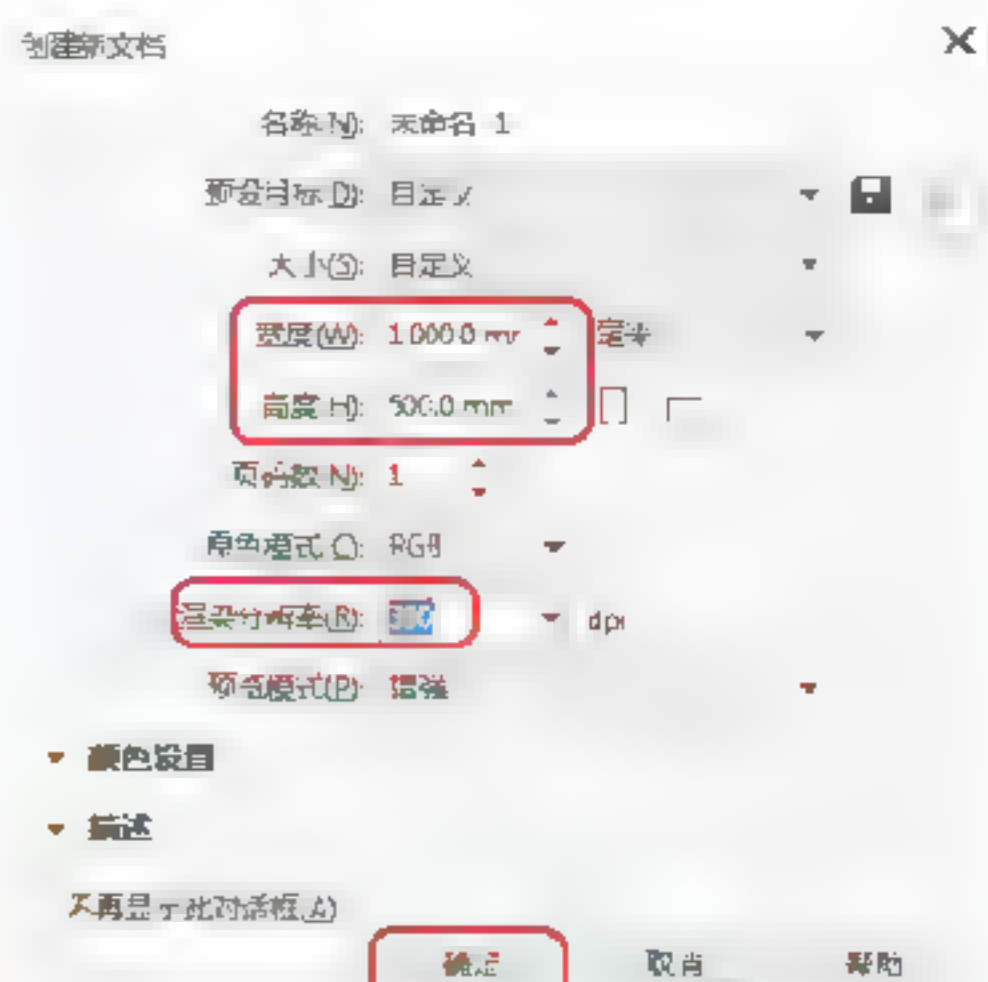 创建新文档
名称(N): 未命名 -1
预设目标(D): 自定义
大小(S): 自定义
宽度(W): 1000.0 mm 毫米
高度(H): 500.0 mm
页码数(N): 1
原色模式(C): RGB
渲染分辨率(R): dpi
预览模式(P): 增强
颜色设置
描述
不再显示此对话框(A)
确定 取消 帮助